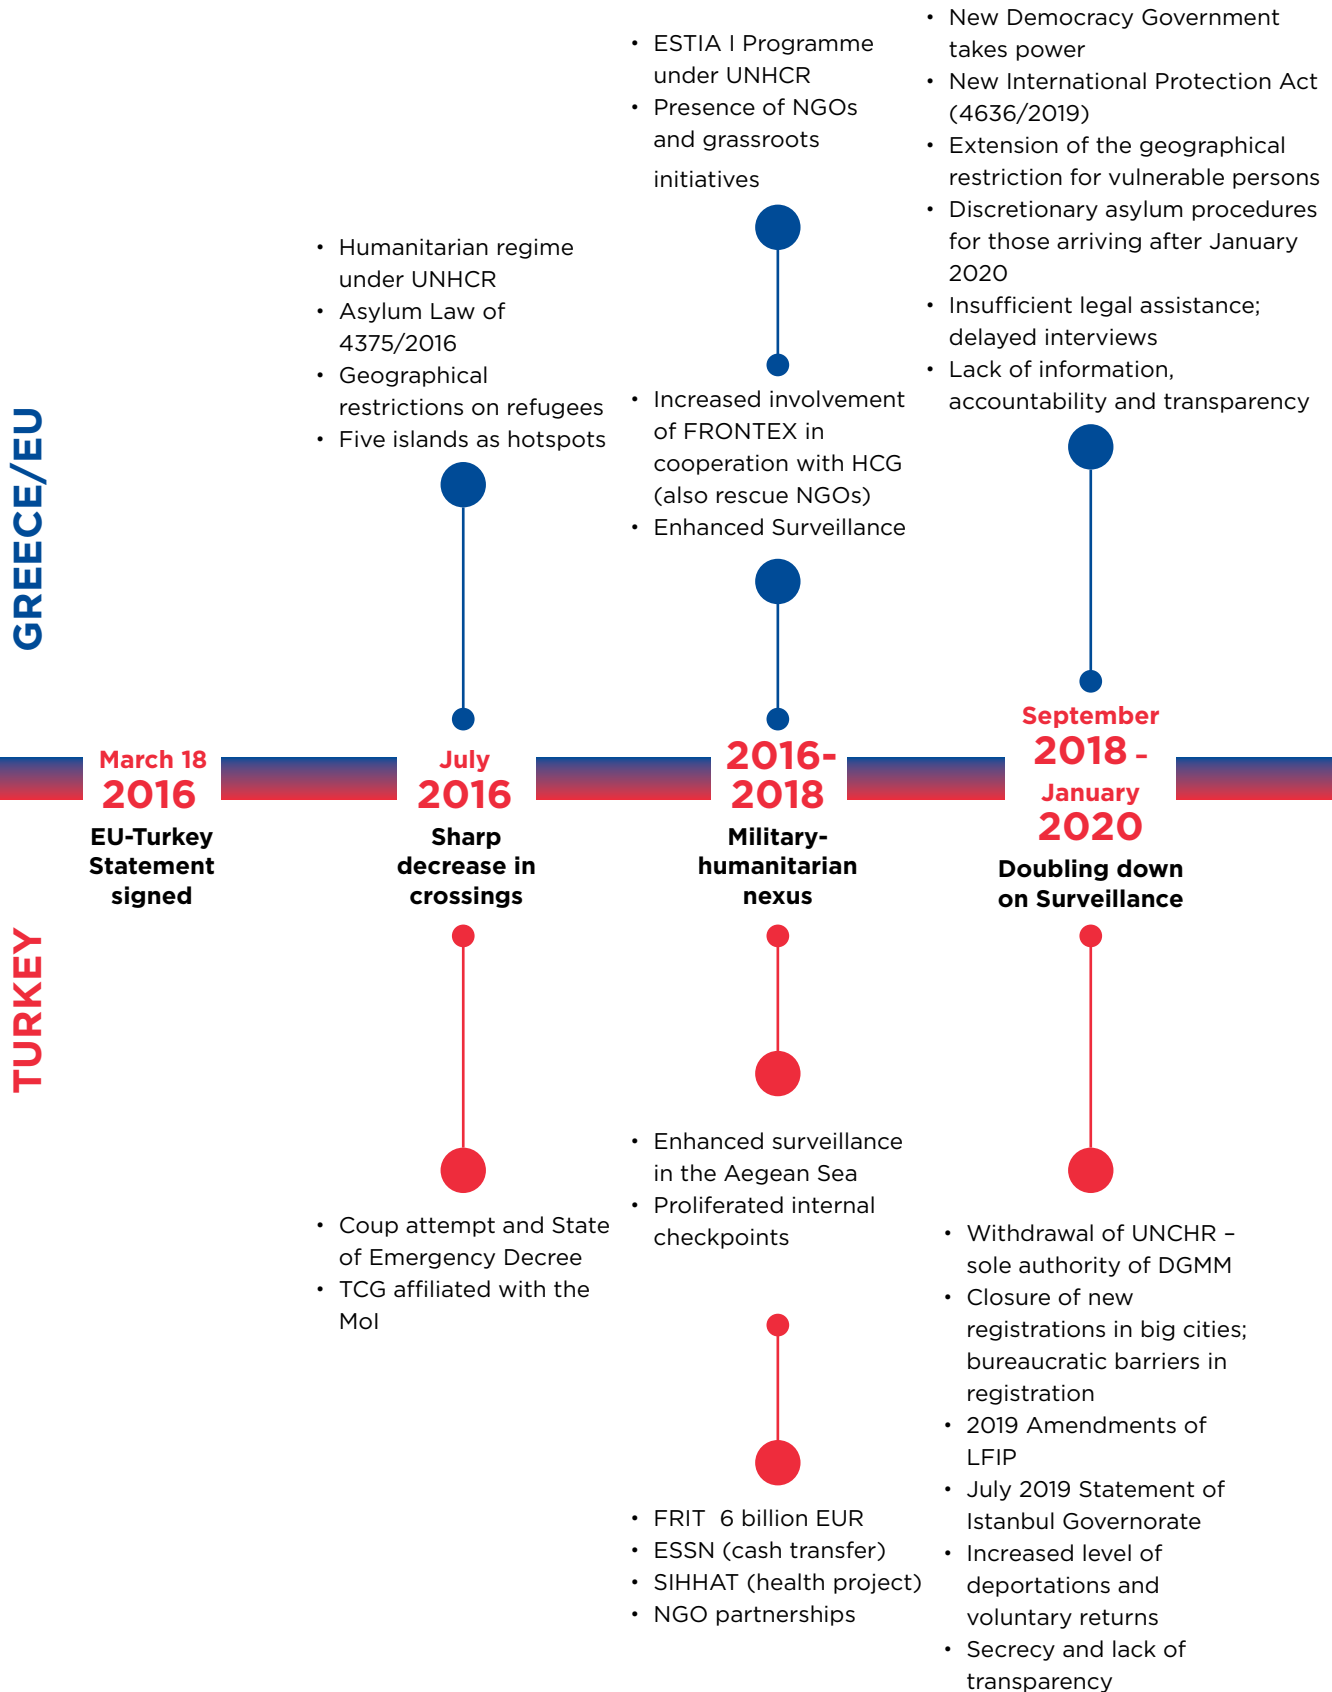 GREECE/EU
• Humanitarian regime
under UNHCR
• Asylum Law of
4375/2016
• Geographical
restrictions on refugees
• Five islands as hotspots
• ESTIA I Programme
under UNHCR
• Presence of NGOs
and grassroots
initiatives
• Increased involvement
of FRONTEX in
cooperation with HCG
(also rescue NGOs)
• Enhanced Surveillance
• New Democracy Government
takes power
• New International Protection Act
(4636/2019)
• Extension of the geographical
restriction for vulnerable persons
• Discretionary asylum procedures
for those arriving after January
2020
• Insufficient legal assistance;
delayed interviews
• Lack of information,
accountability and transparency
March 18
2016
EU-Turkey
Statement
signed
July
2016
Sharp
decrease in
crossings
2016-
2018
Military-
humanitarian
nexus
September
2018 -
January
2020
Doubling down
on Surveillance
TURKEY
• Coup attempt and State
of Emergency Decree
• TCG affiliated with the
MoI
• Enhanced surveillance
in the Aegean Sea
• Proliferated internal
checkpoints
• FRIT  6 billion EUR
• ESSN (cash transfer)
• SIHHAT (health project)
• NGO partnerships
• Withdrawal of UNCHR –
sole authority of DGMM
• Closure of new
registrations in big cities;
bureaucratic barriers in
registration
• 2019 Amendments of
LFIP
• July 2019 Statement of
Istanbul Governorate
• Increased level of
deportations and
voluntary returns
• Secrecy and lack of
transparency